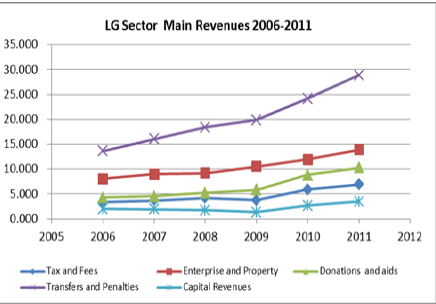 LG Sector Main Revenues 2006-2011
35.000
30.000
25.000
20.000
15.000
10.000
5.000
0.000
2005 2006 2007 2008 2009 2010 2011 2012
Tax and Fees Enterprise and Property Donations and aids
Transfers and Penalties Capital Revenues